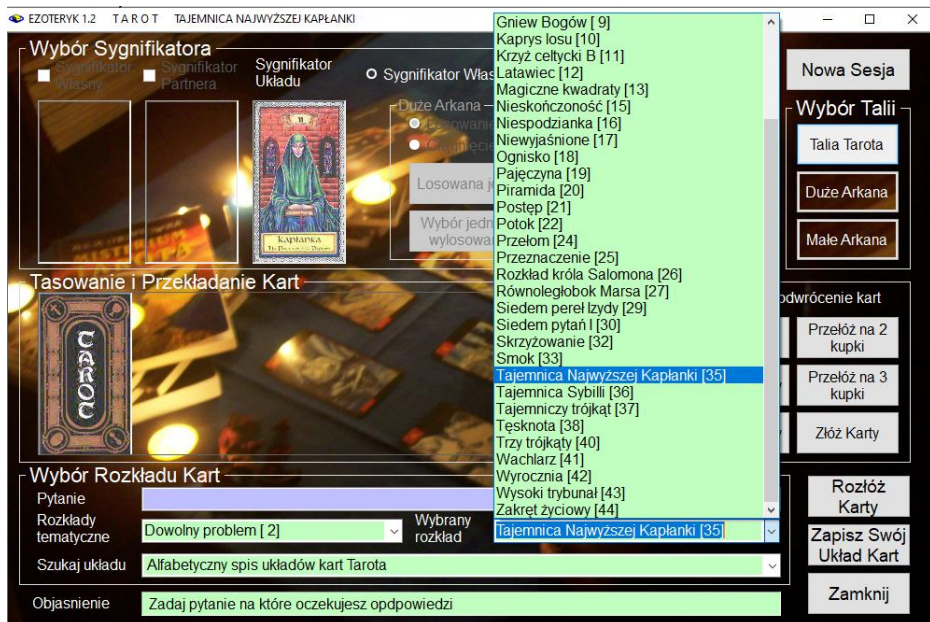 EZOTERYK 1.2 T A R O T TAJEMNICA NAJWYŻSZEJ KAPŁANKI
Wybór Sygnifikatora
Sygnifikator Własny
Sygnifikator Partnera
Sygnifikator Układu
Sygnifikator Włas
II
Kapłanka
Duże Arkana
Losowanie
Losowana j
Wybór jedn
wylosowa
Nowa Sesja
Wybór Talii
Talia Tarota
Duże Arkana
Małe Arkana
Gniew Bogów [ 9]
Kaprys losu [10]
Krzyż celtycki B [11]
Latawiec [12]
Magiczne kwadraty [13]
Nieskończoność [15]
Niespodzianka [16]
Niewyjaśnione [17]
Ognisko [18]
Pajęczyna [19]
Piramida [20]
Postęp [21]
Potok [22]
Przełom [24]
Przeznaczenie [25]
Rozkład króla Salomona [26]
Równoległobok Marsa [27]
Siedem pereł Izydy [29]
Siedem pytań I [30]
Skrzyżowanie [32]
Smok [33]
Tajemnica Najwyższej Kapłanki [35]
Tajemnica Sybilli [36]
Tajemniczy trójkąt [37]
Tęsknota [38]
Trzy trójkąty [40]
Wachlarz [41]
Wyrocznia [42]
Wysoki trybunał [43]
Zakręt życiowy [44]
Tasowanie i Przekładanie Kart
TAROC
odwrócenie kart
Przełóż na 2
kupki
Przełóż na 3
kupki
Złóż Karty
Wybór Rozkładu Kart
Pytanie
Rozkłady
tematyczne
Dowolny problem [ 2]
Wybrany
rozkład
Tajemnica Najwyższej Kapłanki [35]
Szukaj układu
Alfabetyczny spis układów kart Tarota
Objasnienie
Zadaj pytanie na które oczekujesz opdpowiedzi
Rozłóż
Karty
Zapisz Swój
Układ Kart
Zamknij